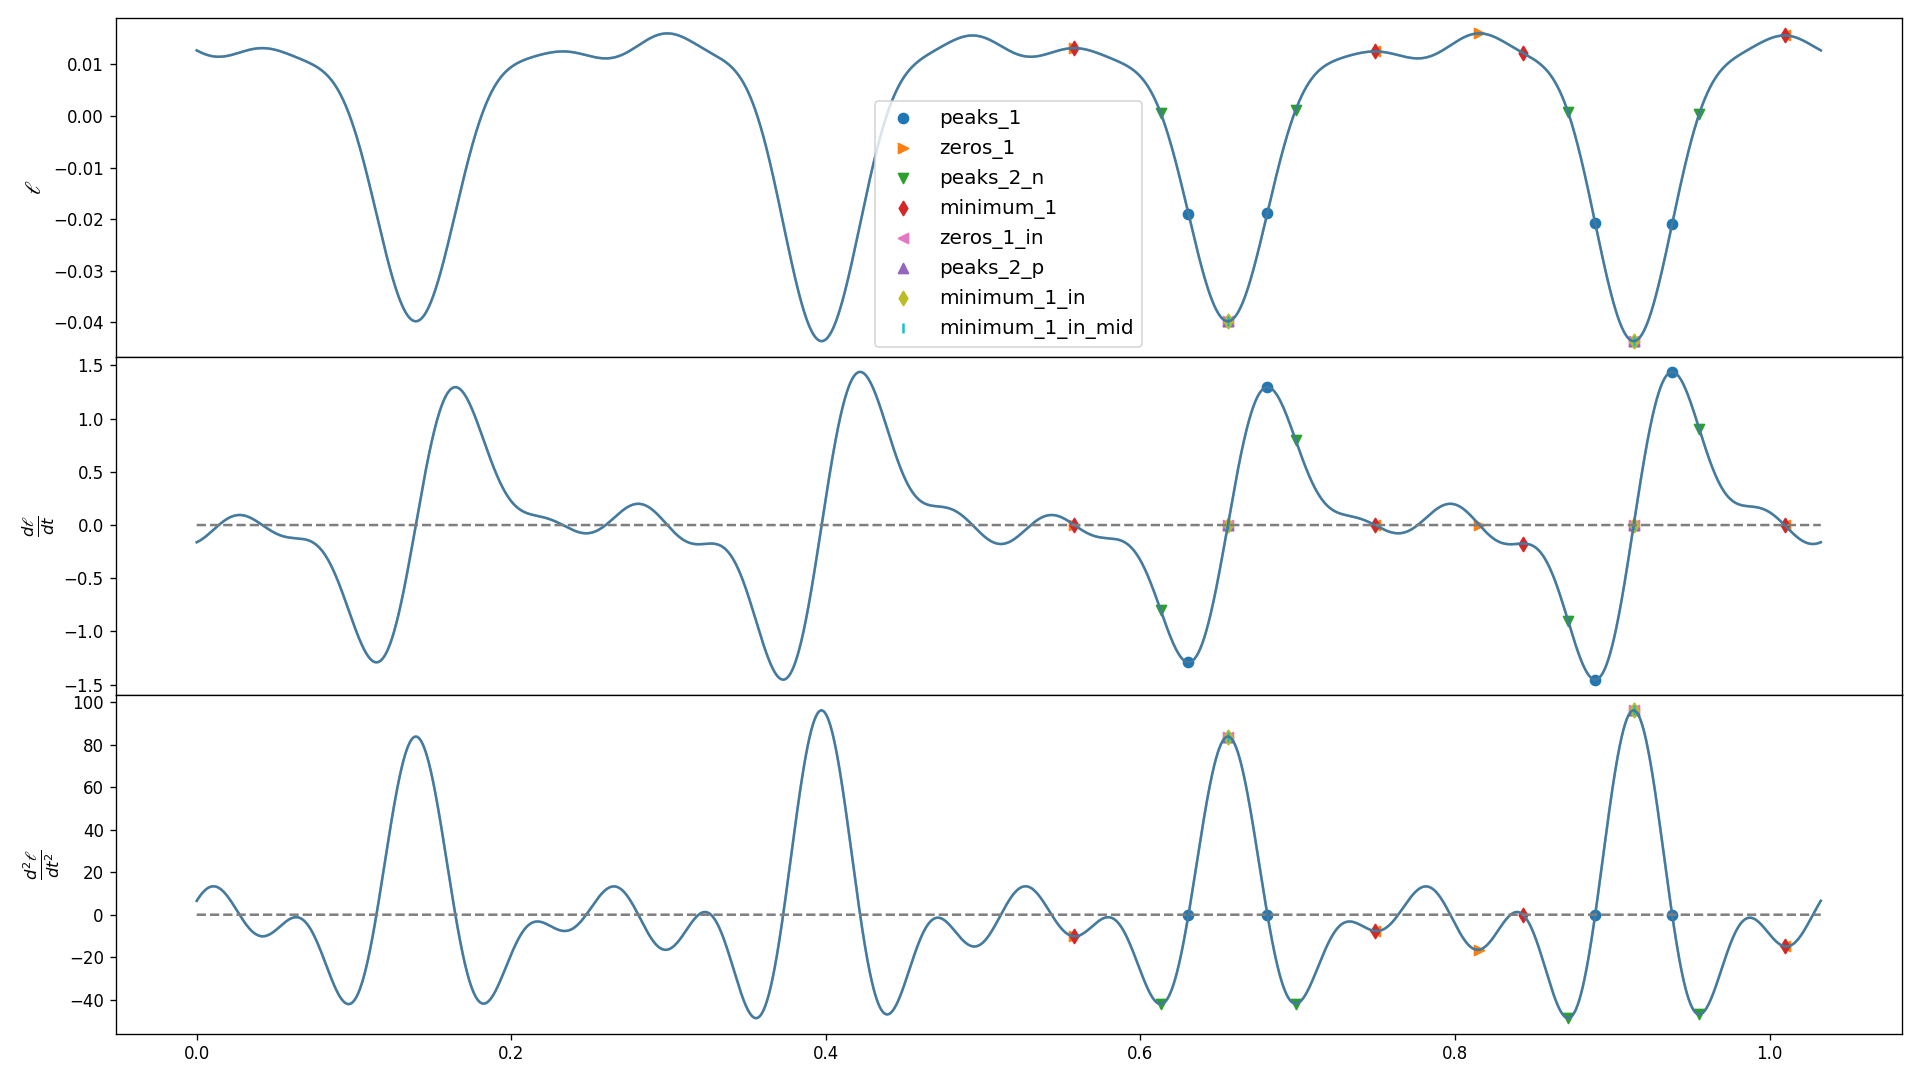 0.01
0.00
−0.01
−0.02
−0.03
−0.04
ℓ
peaks_1
zeros_1
peaks_2_n
minimum_1
zeros_1_in
peaks_2_p
minimum_1_in
minimum_1_in_mid
1.5
1.0
0.5
0.0
−0.5
−1.0
−1.5
dℓ
dt
100
80
60
40
20
0
−20
−40
d²ℓ
dt²
0.0 0.2 0.4 0.6 0.8 1.0